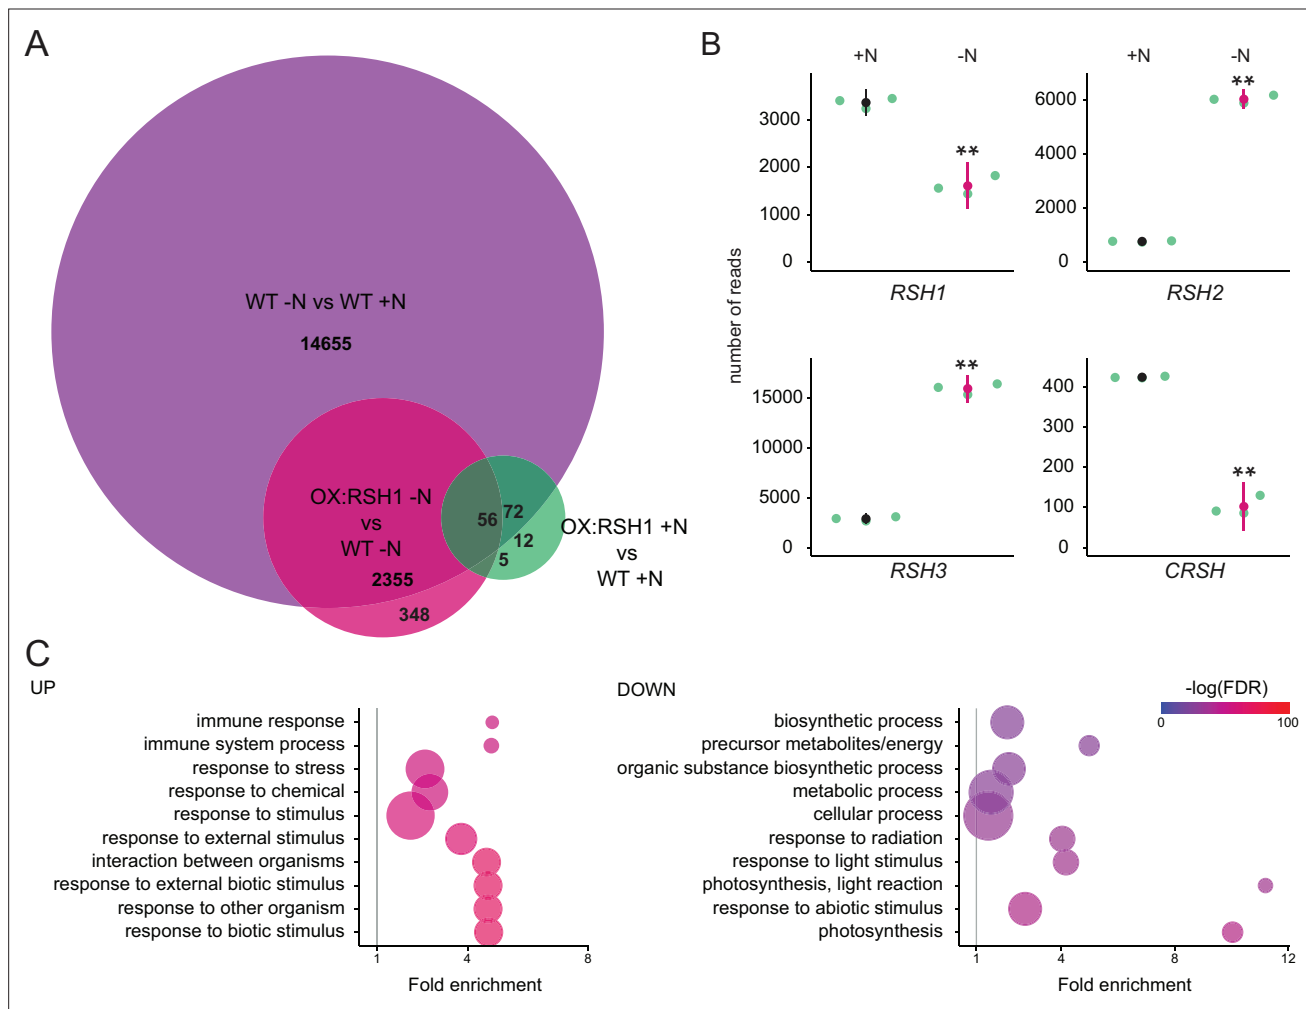 A
WT -N vs WT +N
14655
OX:RSH1 -N
vs
WT -N
2355
348
56
72
12
5
OX:RSH1 +N
vs
WT +N
B
+N
-N
+N
-N
number of reads
3000
2000
1000
0
**
RSH1
6000
4000
2000
0
**
RSH2
15000
10000
5000
0
**
RSH3
400
300
200
100
0
**
CRSH
C
UP
immune response
immune system process
response to stress
response to chemical
response to stimulus
response to external stimulus
interaction between organisms
response to external biotic stimulus
response to other organism
response to biotic stimulus
1
4
8
Fold enrichment
DOWN
-log(FDR)
0
100
biosynthetic process
precursor metabolites/energy
organic substance biosynthetic process
metabolic process
cellular process
response to radiation
response to light stimulus
photosynthesis, light reaction
response to abiotic stimulus
photosynthesis
1
4
8
12
Fold enrichment